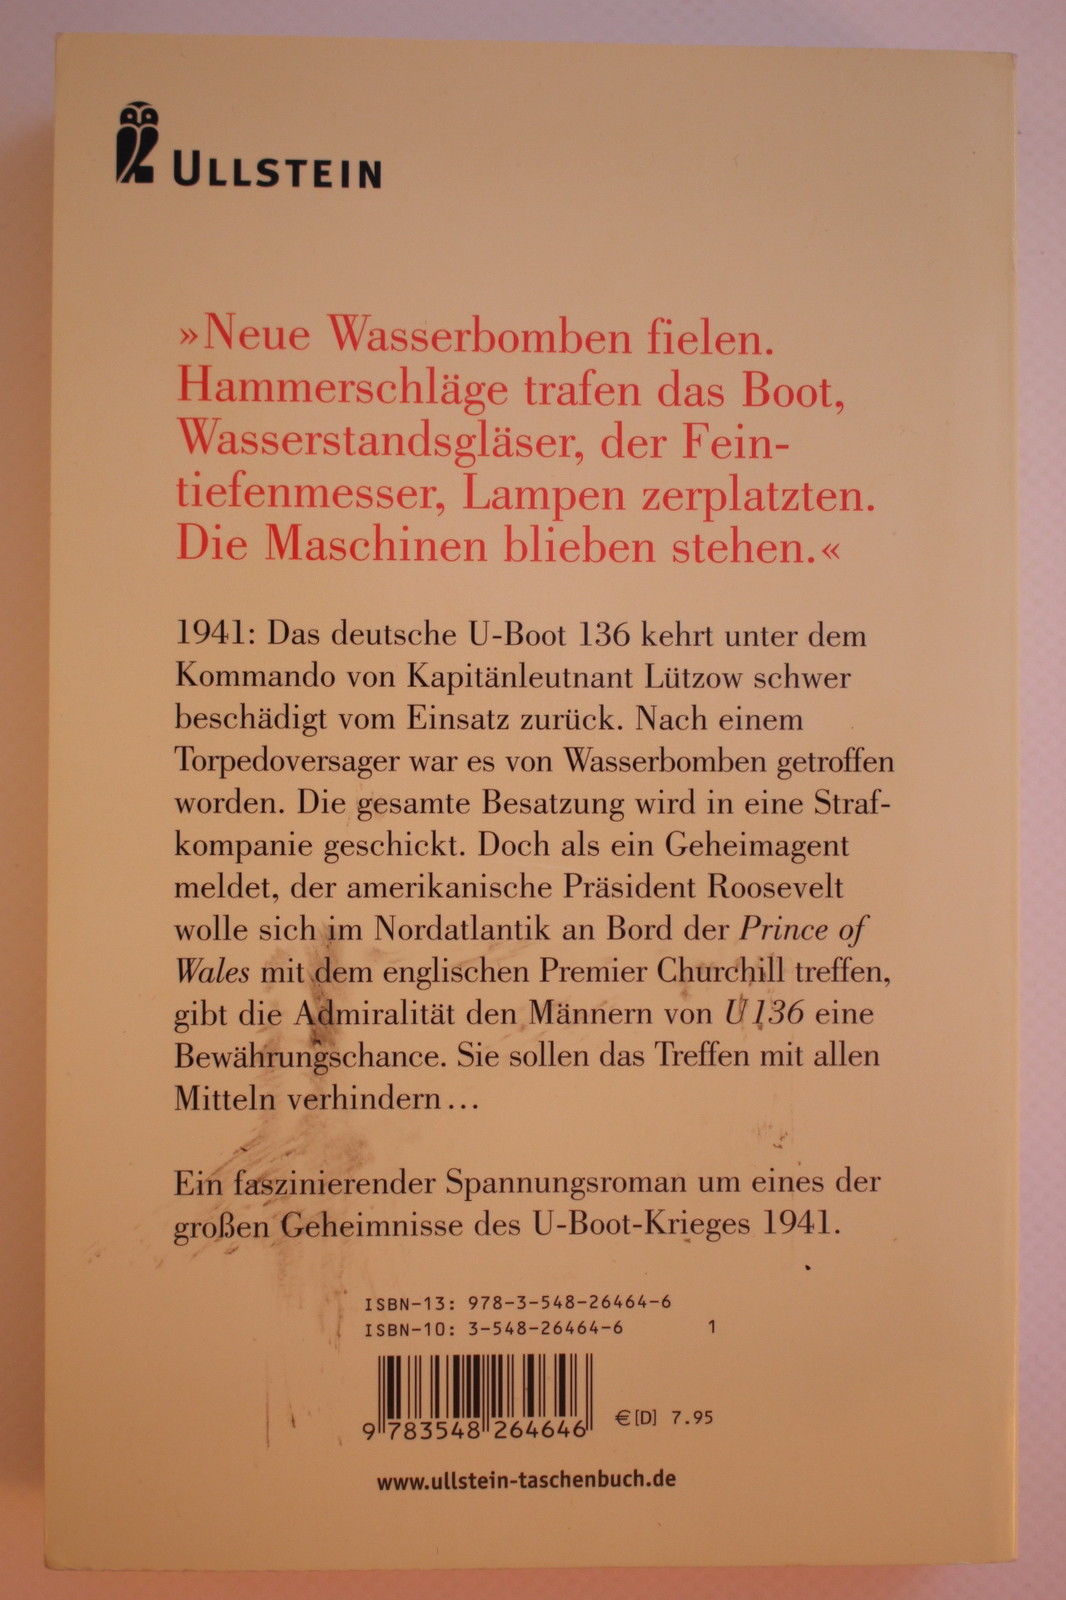 ULLSTEIN
»Neue Wasserbomben fielen.
Hammerschläge trafen das Boot,
Wasserstandsgläser, der Fein-
tiefenmesser, Lampen zerplatzten.
Die Maschinen blieben stehen.«
1941: Das deutsche U-Boot 136 kehrt unter dem
Kommando von Kapitänleutnant Lützow schwer
beschädigt vom Einsatz zurück. Nach einem
Torpedoversager war es von Wasserbomben getroffen
worden. Die gesamte Besatzung wird in eine Straf-
kompanie geschickt. Doch als ein Geheimagent
meldet, der amerikanische Präsident Roosevelt
wolle sich im Nordatlantik an Bord der Prince of
Wales mit dem englischen Premier Churchill treffen,
gibt die Admiralität den Männern von U 136 eine
Bewährungschance. Sie sollen das Treffen mit allen
Mitteln verhindern...
Ein faszinierender Spannungsroman um eines der
großen Geheimnisse des U-Boot-Krieges 1941.
ISBN-13: 978-3-548-26464-6
ISBN-10: 3-548-26464-6 1
9 783548 264646
€ [D] 7.95
www.ullstein-taschenbuch.de